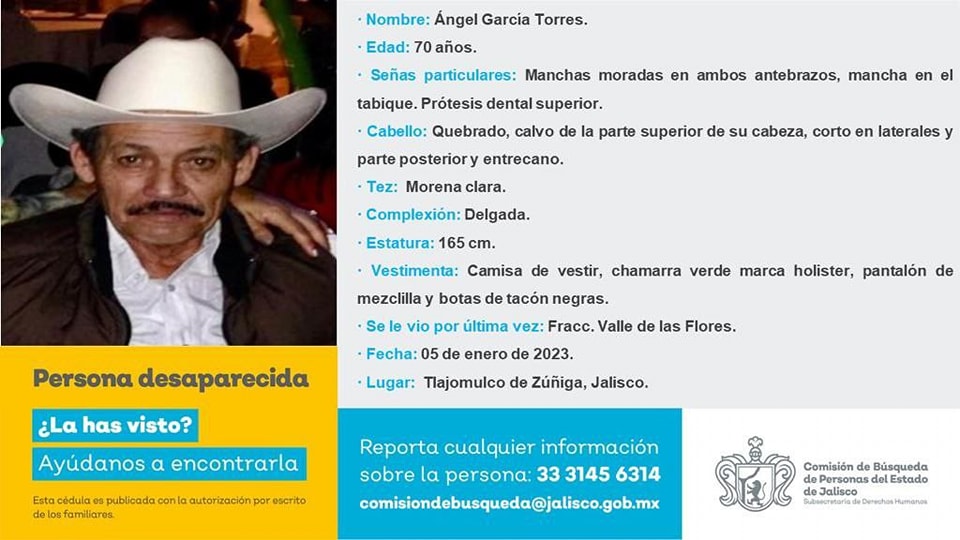 · Nombre: Ángel García Torres.
· Edad: 70 años.
· Señas particulares: Manchas moradas en ambos antebrazos, mancha en el
tabique. Prótesis dental superior.
· Cabello: Quebrado, calvo de la parte superior de su cabeza, corto en laterales y
parte posterior y entrecano.
· Tez: Morena clara.
· Complexión: Delgada.
· Estatura: 165 cm.
· Vestimenta: Camisa de vestir, chamarra verde marca holister, pantalón de
mezclilla y botas de tacón negras.
· Se le vio por última vez: Fracc. Valle de las Flores.
· Fecha: 05 de enero de 2023.
· Lugar: Tlajomulco de Zúñiga, Jalisco.
Persona desaparecida
¿La has visto?
Ayúdanos a encontrarla
Esta cédula es publicada con la autorización por escrito
de los familiares.
Reporta cualquier información
sobre la persona: 33 3145 6314
comisiondebusqueda@jalisco.gob.mx
Comisión de Búsqueda
de Personas del Estado
de Jalisco
Subsecretaría de Derechos Humanos